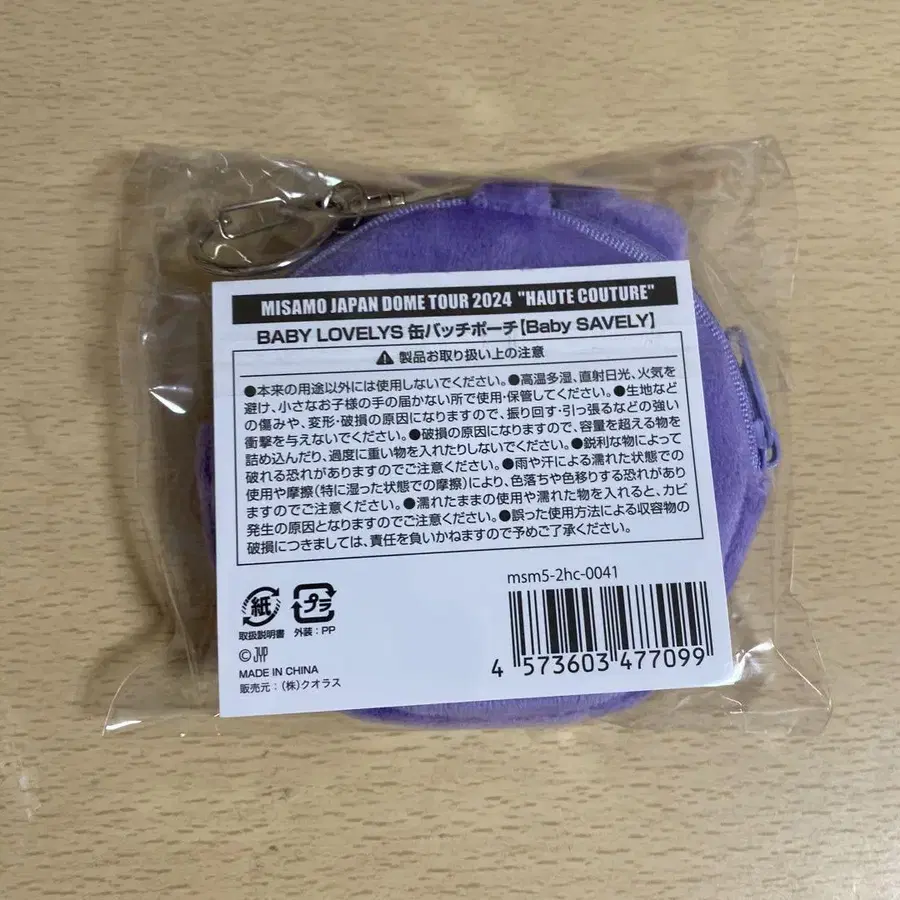 MISAMO JAPAN DOME TOUR 2024 "HAUTE COUTURE"
BABY LOVELYS 缶バッチポーチ【Baby SAVELY】
⚠ 製品お取り扱い上の注意
●本来の用途以外には使用しないでください。●高温多湿、直射日光、火気を
避け、小さなお子様の手の届かない所で使用・保管してください。●生地など
の傷みや、変形・破損の原因になりますので、振り回す・引っ張るなどの強い
衝撃を与えないでください。●破損の原因になりますので、容量を超える物を
詰め込んだり、過度に重い物を入れたりしないでください。●鋭利な物によって
破れる恐れがありますのでご注意ください。●雨や汗による濡れた状態での
使用や摩擦（特に湿った状態での摩擦）により、色落ちや色移りする恐れがあり
ますのでご注意ください。●濡れたままの使用や濡れた物を入れると、カビ
発生の原因となりますのでご注意ください。●誤った使用方法による収容物の
破損につきましては、責任を負いかねますので予めご了承ください。
紙
取扱説明書
プラ
外装：PP
msm5-2hc-0041
4 573603 477099
© JYP
MADE IN CHINA
販売元：（株）クオラス